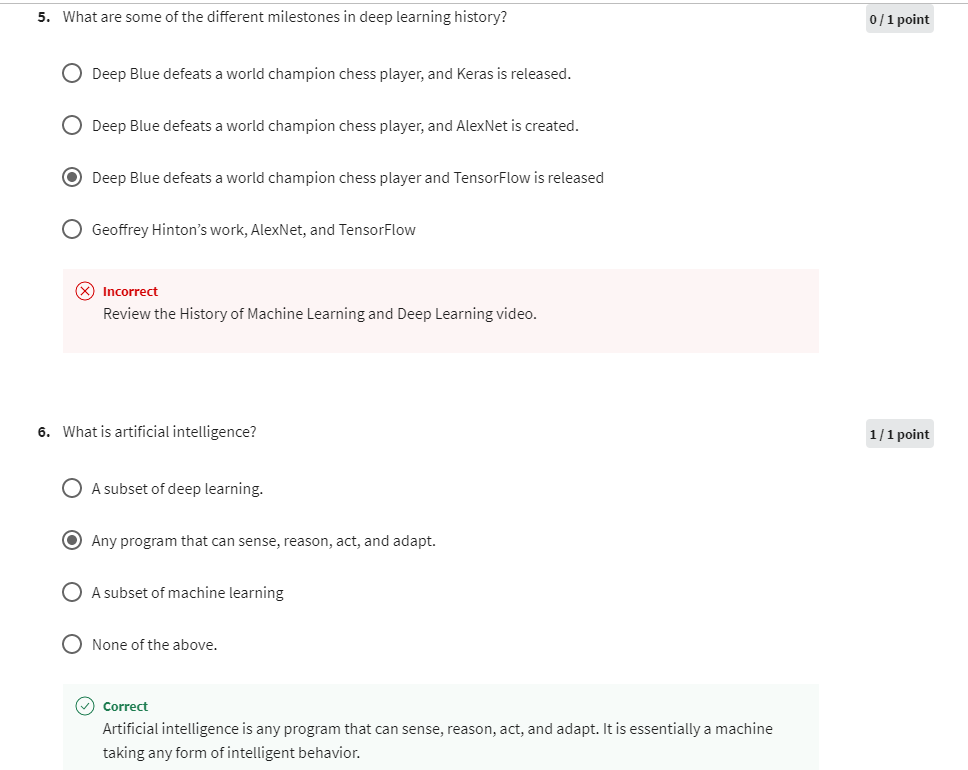 5. What are some of the different milestones in deep learning history?
0 / 1 point
Deep Blue defeats a world champion chess player, and Keras is released.
Deep Blue defeats a world champion chess player, and AlexNet is created.
Deep Blue defeats a world champion chess player and TensorFlow is released
Geoffrey Hinton’s work, AlexNet, and TensorFlow
Incorrect
Review the History of Machine Learning and Deep Learning video.
6. What is artificial intelligence?
1 / 1 point
A subset of deep learning.
Any program that can sense, reason, act, and adapt.
A subset of machine learning
None of the above.
Correct
Artificial intelligence is any program that can sense, reason, act, and adapt. It is essentially a machine
taking any form of intelligent behavior.